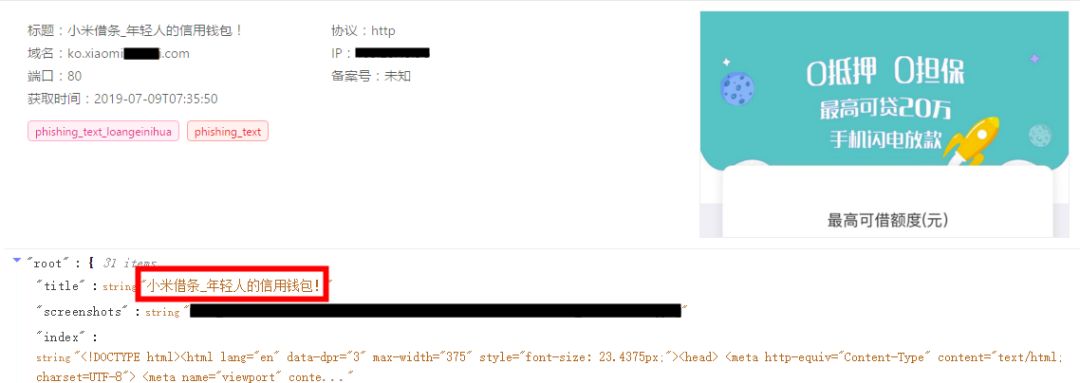 标题：小米借条_年轻人的信用钱包！
协议：http
域名：ko.xiaomi i.com
IP：
端口：80
备案号：未知
获取时间：2019-07-09T07:35:50
phishing_text_loangeinihua
phishing_text
0抵押 0担保
最高可贷20万
手机闪电放款
最高可借额度(元)
"root" : { 31 items
"title" : string "小米借条_年轻人的信用钱包！"
"screenshots" : string " "
"index" :
string "<!DOCTYPE html><html lang="en" data-dpr="3" max-width="375" style="font-size: 23.4375px;"><head> <meta http-equiv="Content-Type" content="text/html;
charset=UTF-8"> <meta name="viewport" conte... "